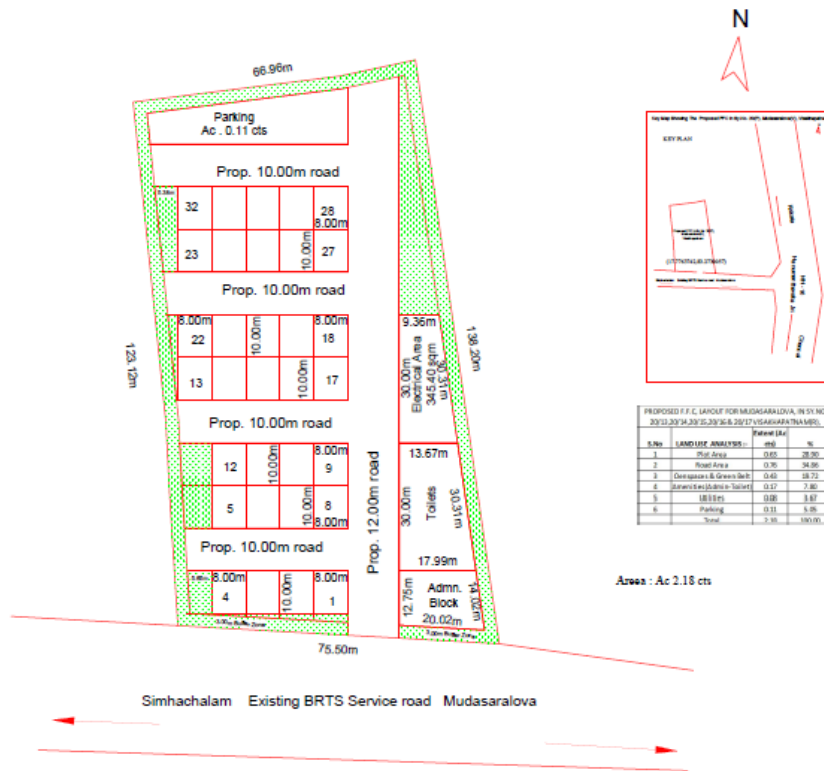 N
66.96m
Parking
Ac . 0.11 cts
Prop. 10.00m road
32
28
8.00m
23
10.00m
27
Prop. 10.00m road
8.00m
8.00m
22
10.00m
18
13
10.00m
17
Prop. 10.00m road
8.00m
12
10.00m
9
5
10.00m
8
8.00m
Prop. 10.00m road
8.00m
8.00m
4
10.00m
1
75.50m
123.12m
138.20m
Prop. 12.00m road
9.36m
30.00m
Electrical Area
345.40 sqm
30.31m
13.67m
30.00m
Toilets
30.31m
17.99m
12.75m
Admn.
Block
14.02m
20.02m
Simhachalam Existing BRTS Service road Mudasaralova
KEY PLAN
PROPOSED F.F.C, LAYOUT FOR MUDASARALOVA, IN SY.NO
S.No LAND USE ANALYSIS :-
1 Plot Area 0.63 28.90
2 Road Area 0.76 34.86
3 Openspaces & Green Belt 0.43
4 Amenities(Admin-Toilet) 0.17 7.80
5 Utilities 0.08 3.67
6 Parking 0.11 5.05
Total 2.18 100.00
Areea : Ac 2.18 cts